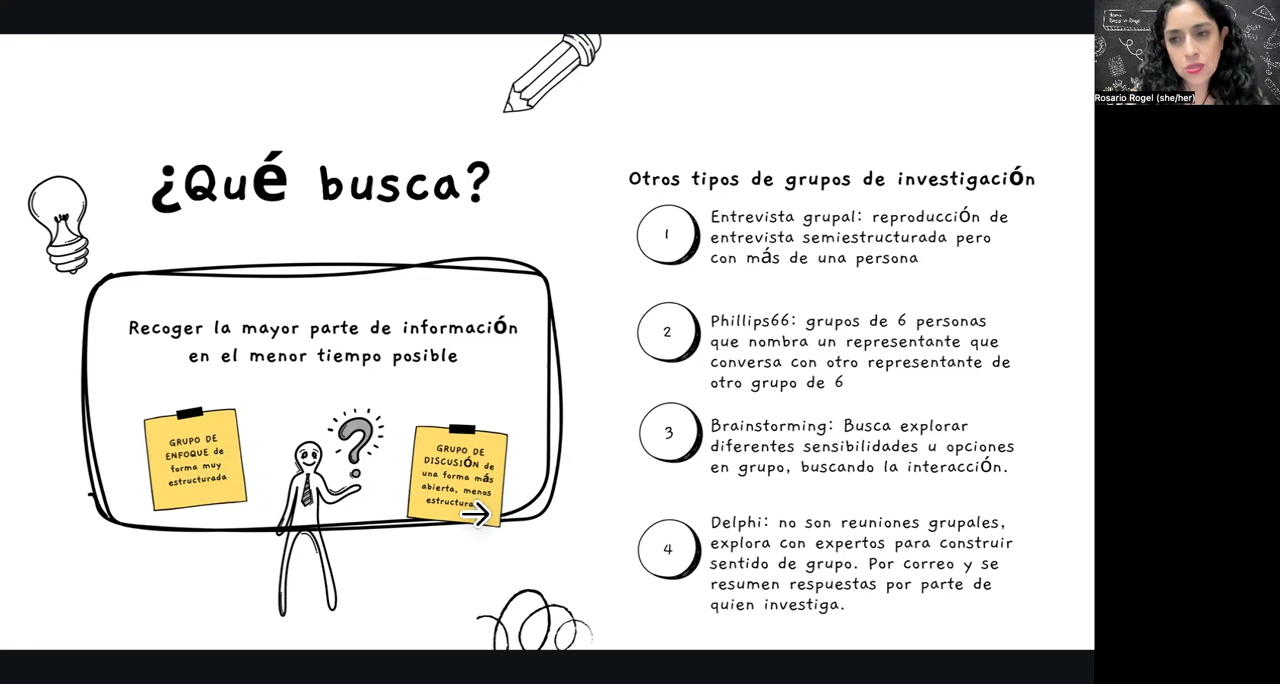 ¿Qué busca?
Recoger la mayor parte de información
en el menor tiempo posible
GRUPO DE
ENFOQUE de
forma muy
estructurada
GRUPO DE
DISCUSIÓN de
una forma más
abierta, menos
Otros tipos de grupos de investigación
1
Entrevista grupal: reproducción de
entrevista semiestructurada pero
con más de una persona
2
Phillips66: grupos de 6 personas
que nombra un representante que
conversa con otro representante de
otro grupo de 6
3
Brainstorming: Busca explorar
diferentes sensibilidades u opciones
en grupo, buscando la interacción.
4
Delphi: no son reuniones grupales,
explora con expertos para construir
sentido de grupo. Por correo y se
resumen respuestas por parte de
quien investiga.
Rosario Rogel (she/her)